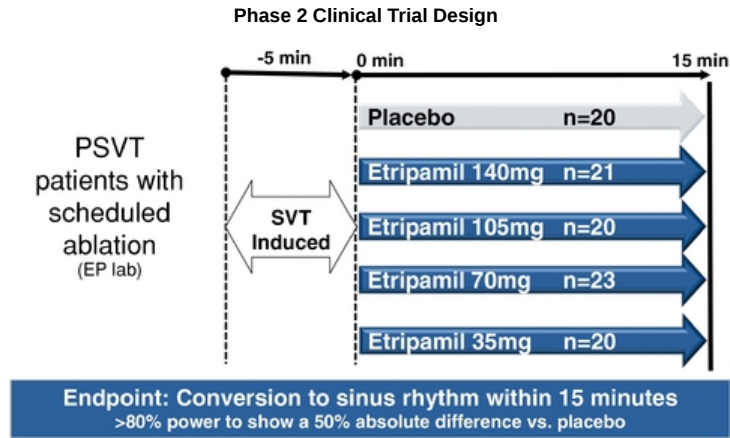 Phase 2 Clinical Trial Design
-5 min
0 min
15 min
PSVT
patients with
scheduled
ablation
(EP lab)
SVT
Induced
Placebo n=20
Etripamil 140mg n=21
Etripamil 105mg n=20
Etripamil 70mg n=23
Etripamil 35mg n=20
Endpoint: Conversion to sinus rhythm within 15 minutes
>80% power to show a 50% absolute difference vs. placebo